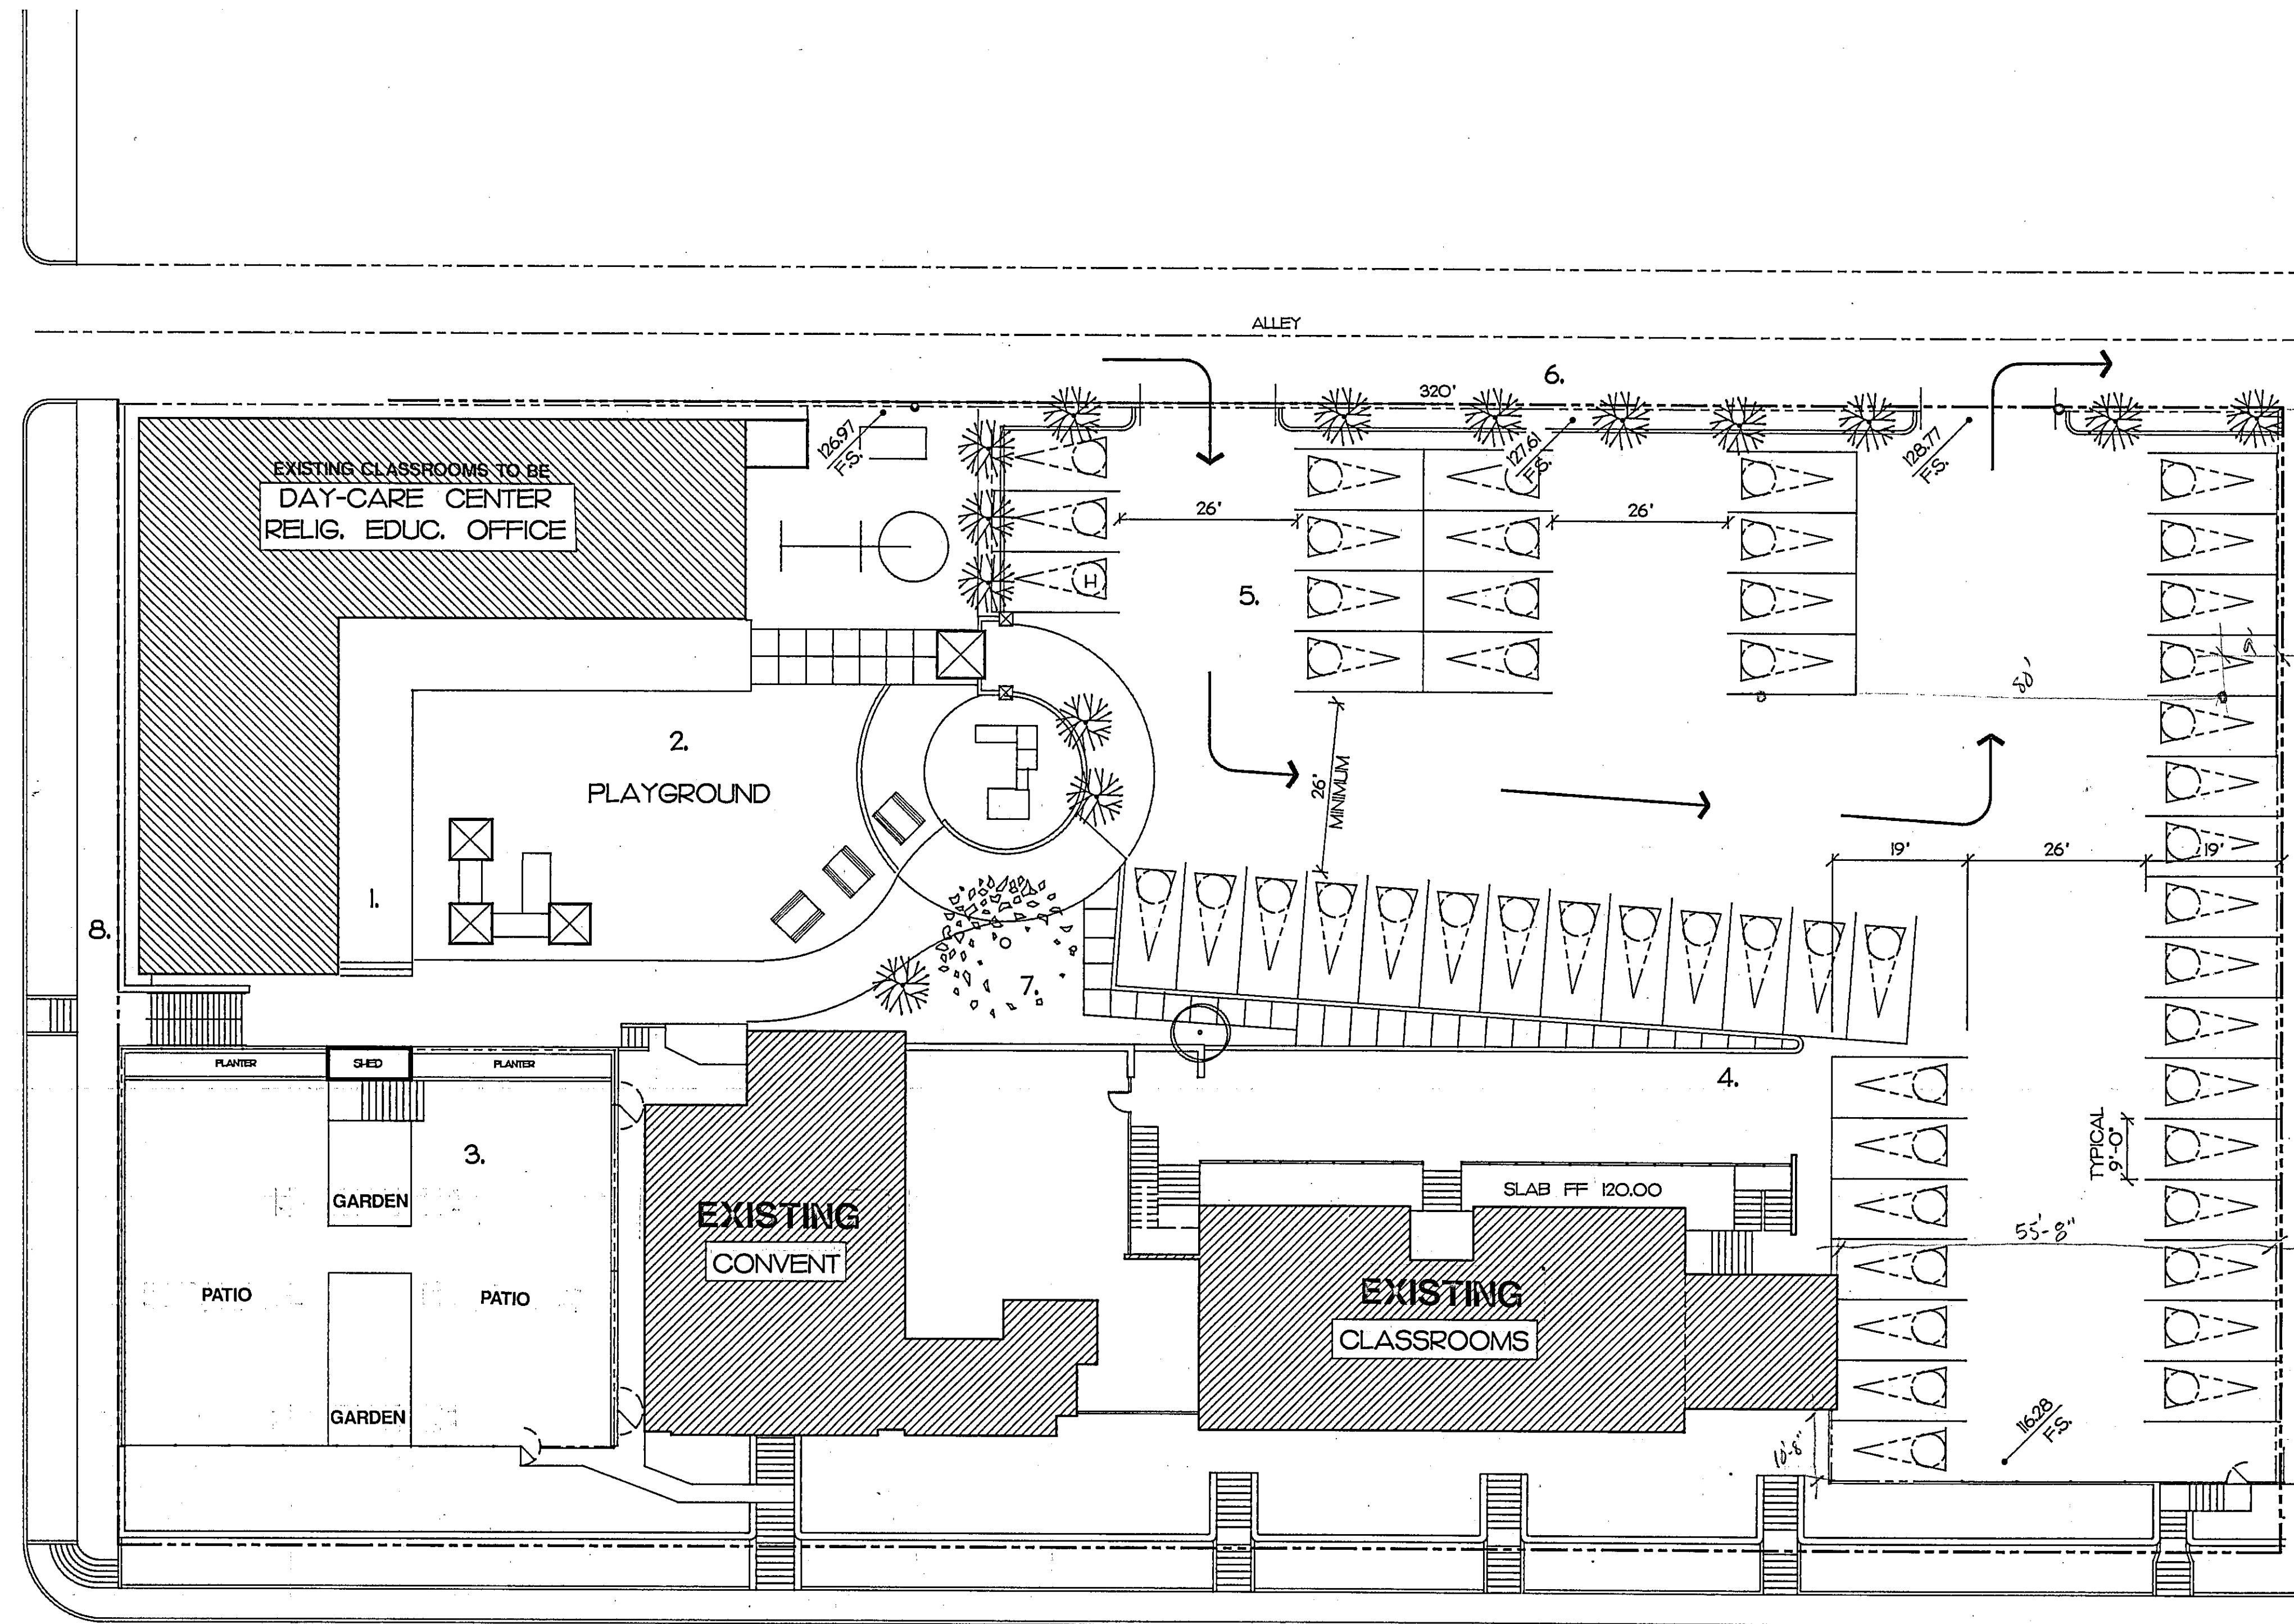 ALLEY
6.
320'
126.97
F.S.
127.61
F.S.
128.77
F.S.
EXISTING CLASSROOMS TO BE
DAY-CARE CENTER
RELIG. EDUC. OFFICE
26'
26'
H
5.
9'
80'
2.
PLAYGROUND
26'
MINIMUM
19'
26'
19'
1.
8.
7.
PLANTER
SHED
PLANTER
4.
3.
TYPICAL
9'-0"
GARDEN
SLAB FF 120.00
EXISTING
CONVENT
55'-8"
PATIO
PATIO
EXISTING
CLASSROOMS
GARDEN
116.28
F.S.
10'-8"